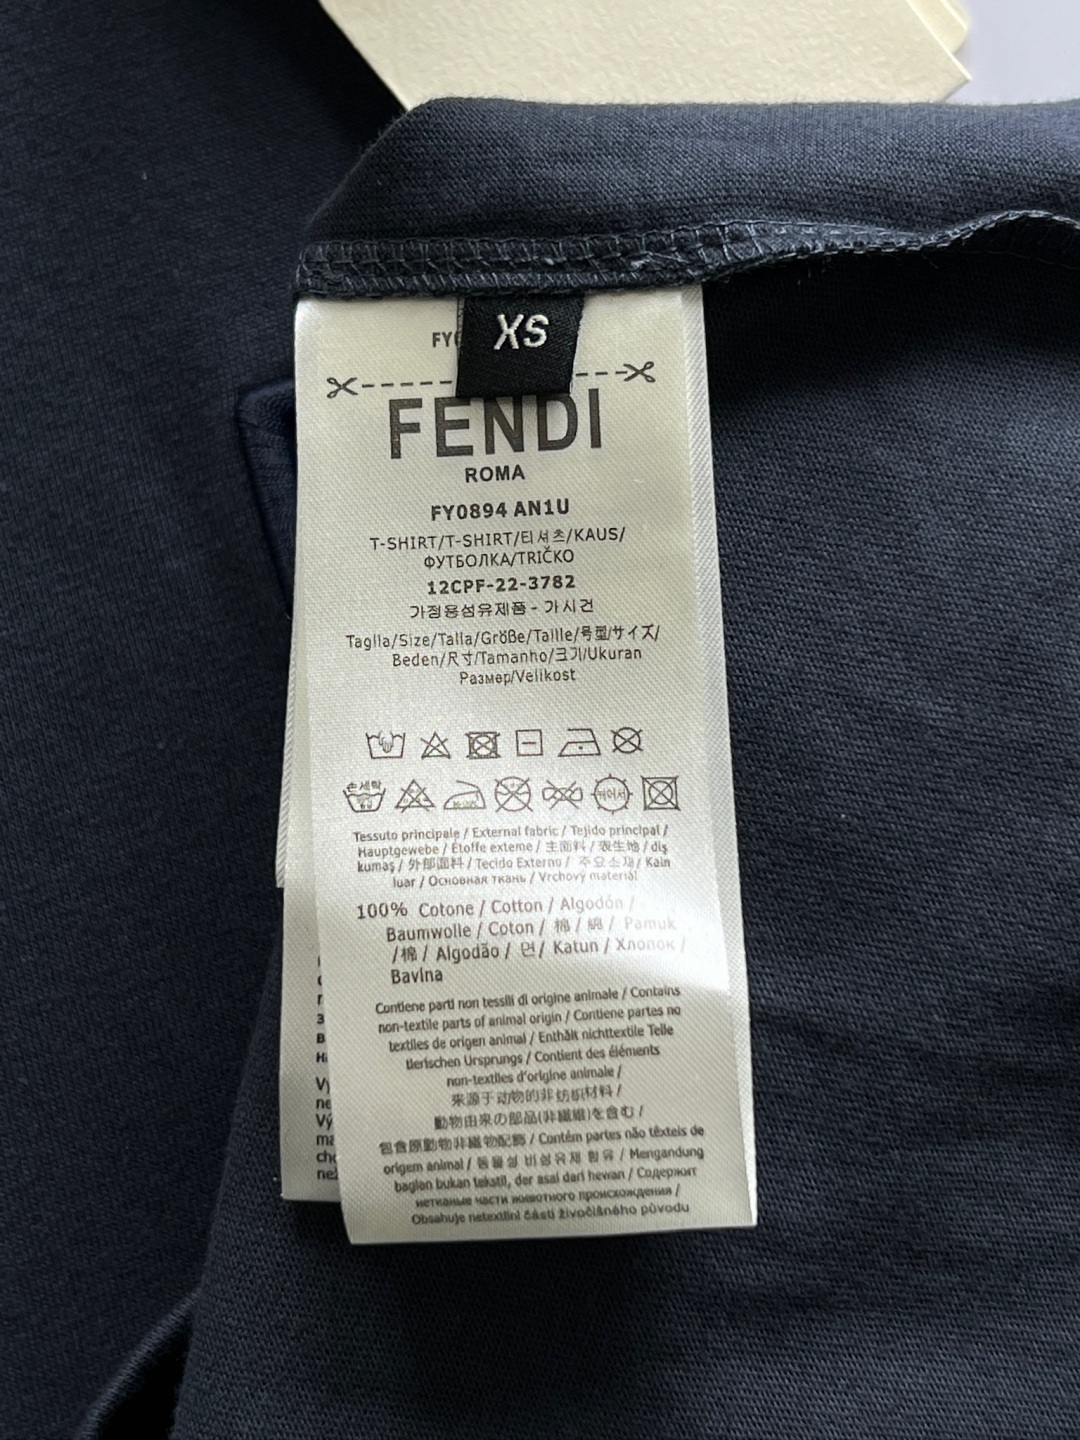 XS
FENDI
ROMA
FY0894 AN1U
T-SHIRT/T-SHIRT/티셔츠/KAUS/
ФУТБОЛКА/TRIČKO
12CPF-22-3782
가정용섬유제품 - 가시건
Taglia/Size/Talla/Größe/Taille/号型/サイズ/
Beden/尺寸/Tamanho/크기/Ukuran
Размер/Velikost
손세탁
Tessuto principale / External fabric / Tejido principal /
Hauptgewebe / Étoffe externe / 主面料 / 表生地 / dış
kumaş / 外部面料 / Tecido Externo / 주요소재/ Kain
luar / Основная ткань / Vrchový materiál
100% Cotone / Cotton / Algodón /
Baumwolle / Coton / 棉 / 綿 / Pamuk
/ 棉 / Algodão / 면/ Katun / Хлопок /
Bavlna
Contiene parti non tessili di origine animale / Contains
non-textile parts of animal origin / Contiene partes no
textiles de origen animal / Enthält nichttextile Teile
tierischen Ursprungs / Contient des éléments
non-textiles d'origine animale /
来源于动物的非纺织材料 /
動物由来の部品(非繊維)を含む /
包含原動物非纖物配飾 / Contém partes não têxteis de
origem animal / 동물성 비섬유제 함유 / Mengandung
bagian bukan tekstil, der asal dari hewan / Содержит
нетканые части животного происхождения /
Obsahuje netextilní části živočišného původu